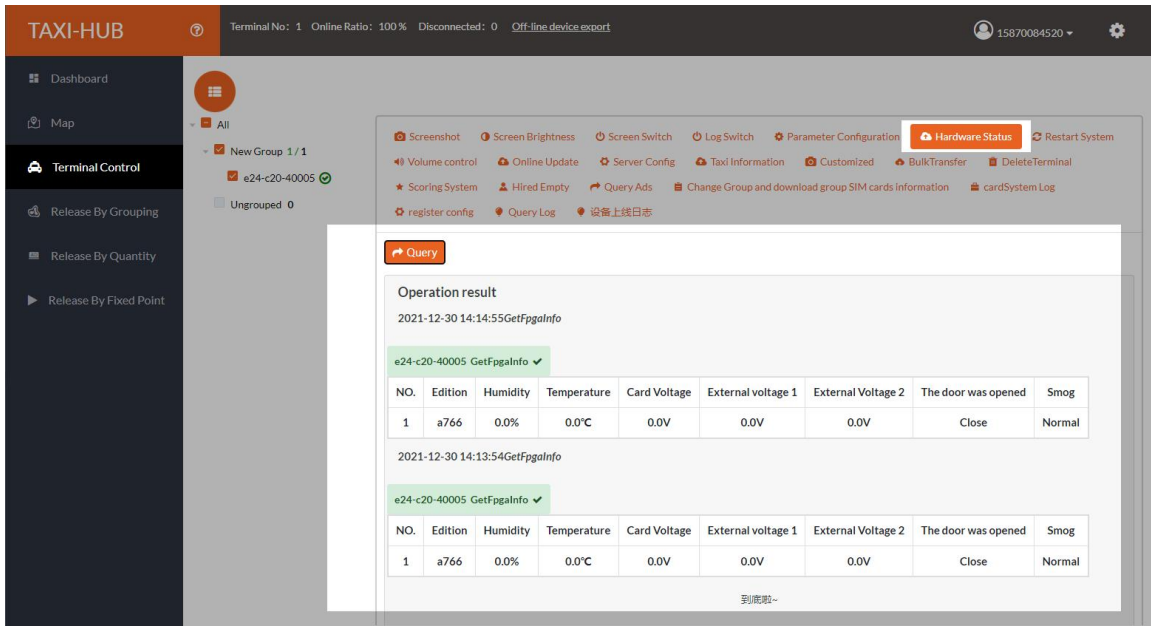 TAXI-HUB
Terminal No: 1 Online Ratio: 100 % Disconnected: 0 Off-line device export
15870084520
Dashboard
Map
Terminal Control
Release By Grouping
Release By Quantity
Release By Fixed Point
All
New Group 1 / 1
e24-c20-40005
Ungrouped 0
Screenshot Screen Brightness Screen Switch Log Switch Parameter Configuration Hardware Status Restart System
Volume control Online Update Server Config Taxi Information Customized BulkTransfer DeleteTerminal
Scoring System Hired Empty Query Ads Change Group and download group SIM cards information cardSystem Log
register config Query Log 设备上线日志
Query
Operation result
2021-12-30 14:14:55GetFpgaInfo
e24-c20-40005 GetFpgaInfo
NO. Edition Humidity Temperature Card Voltage External voltage 1 External Voltage 2 The door was opened Smog
1 a766 0.0% 0.0℃ 0.0V 0.0V 0.0V Close Normal
2021-12-30 14:13:54GetFpgaInfo
e24-c20-40005 GetFpgaInfo
NO. Edition Humidity Temperature Card Voltage External voltage 1 External Voltage 2 The door was opened Smog
1 a766 0.0% 0.0℃ 0.0V 0.0V 0.0V Close Normal
到底啦~